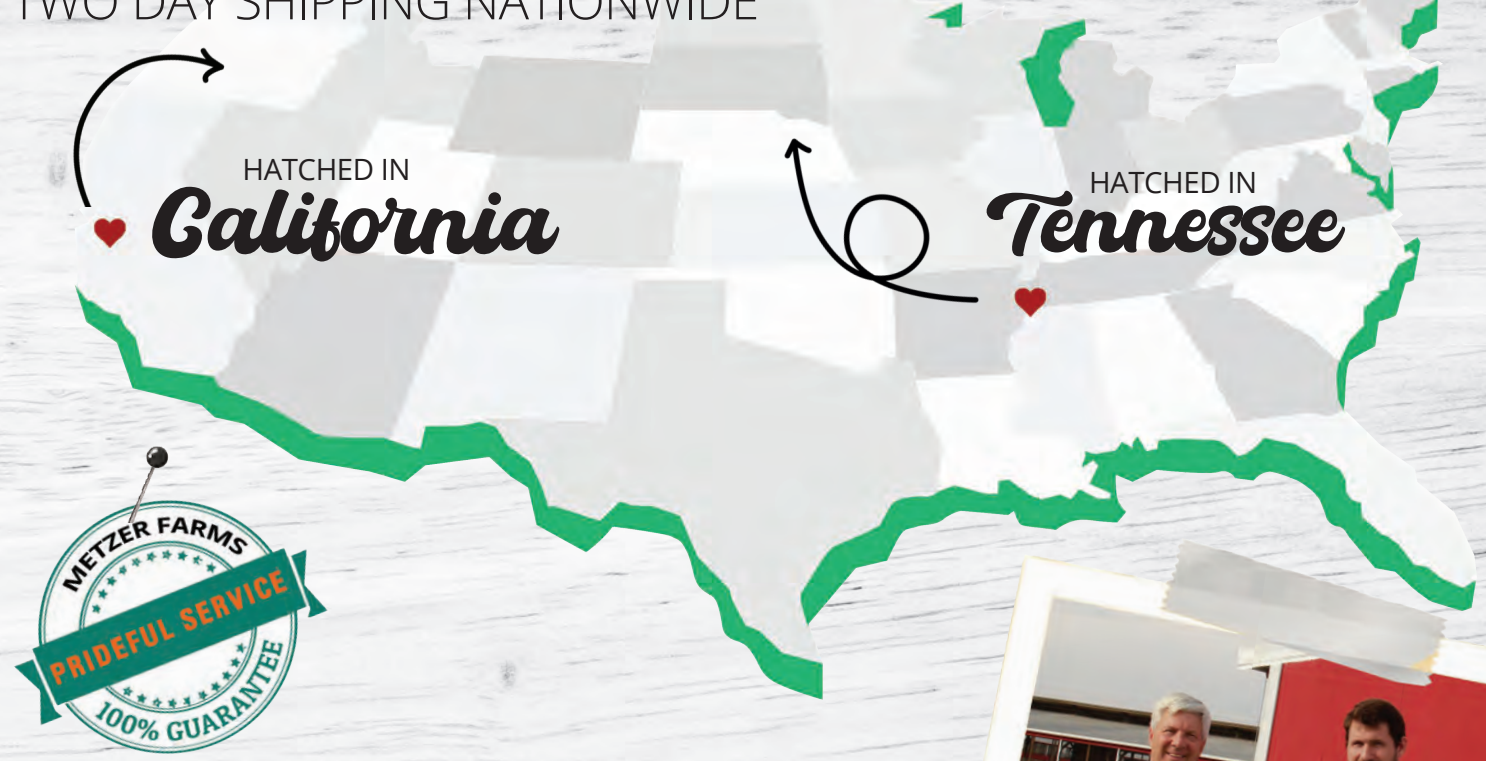 TWO DAY SHIPPING NATIONWIDE
HATCHED IN
California
HATCHED IN
Tennessee
METZER FARMS
PRIDEFUL SERVICE
100% GUARANTEE